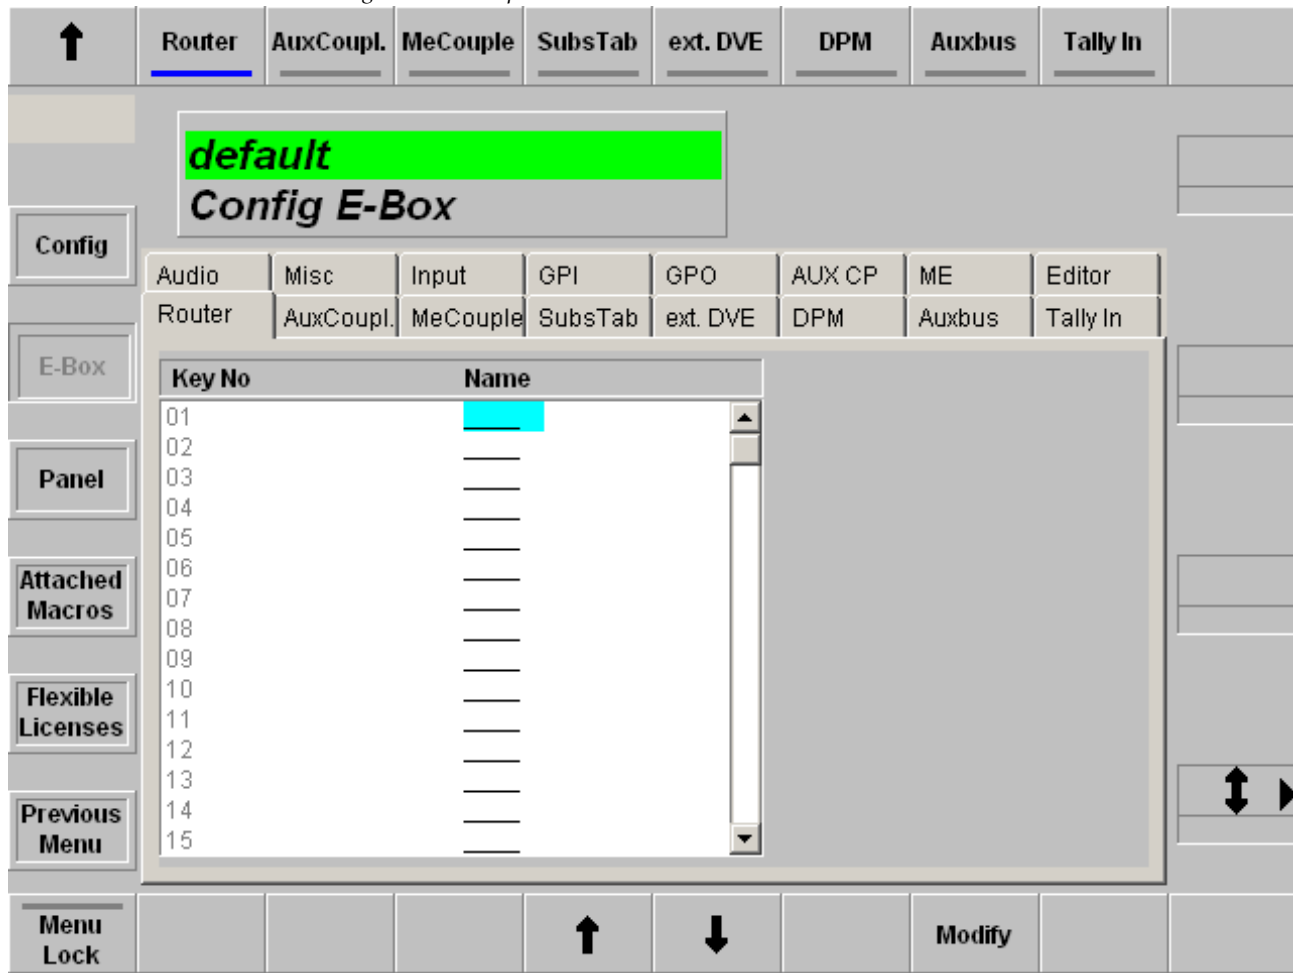 Router AuxCoupl. MeCouple SubsTab ext. DVE DPM Auxbus Tally In
default
Config E-Box
Config
Audio Misc Input GPI GPO AUX CP ME Editor
Router AuxCoupl. MeCouple SubsTab ext. DVE DPM Auxbus Tally In
E-Box
Key No Name
01
02
03
04
05
06
07
08
09
10
11
12
13
14
15
Panel
Attached
Macros
Flexible
Licenses
Previous
Menu
Menu
Lock
Modify